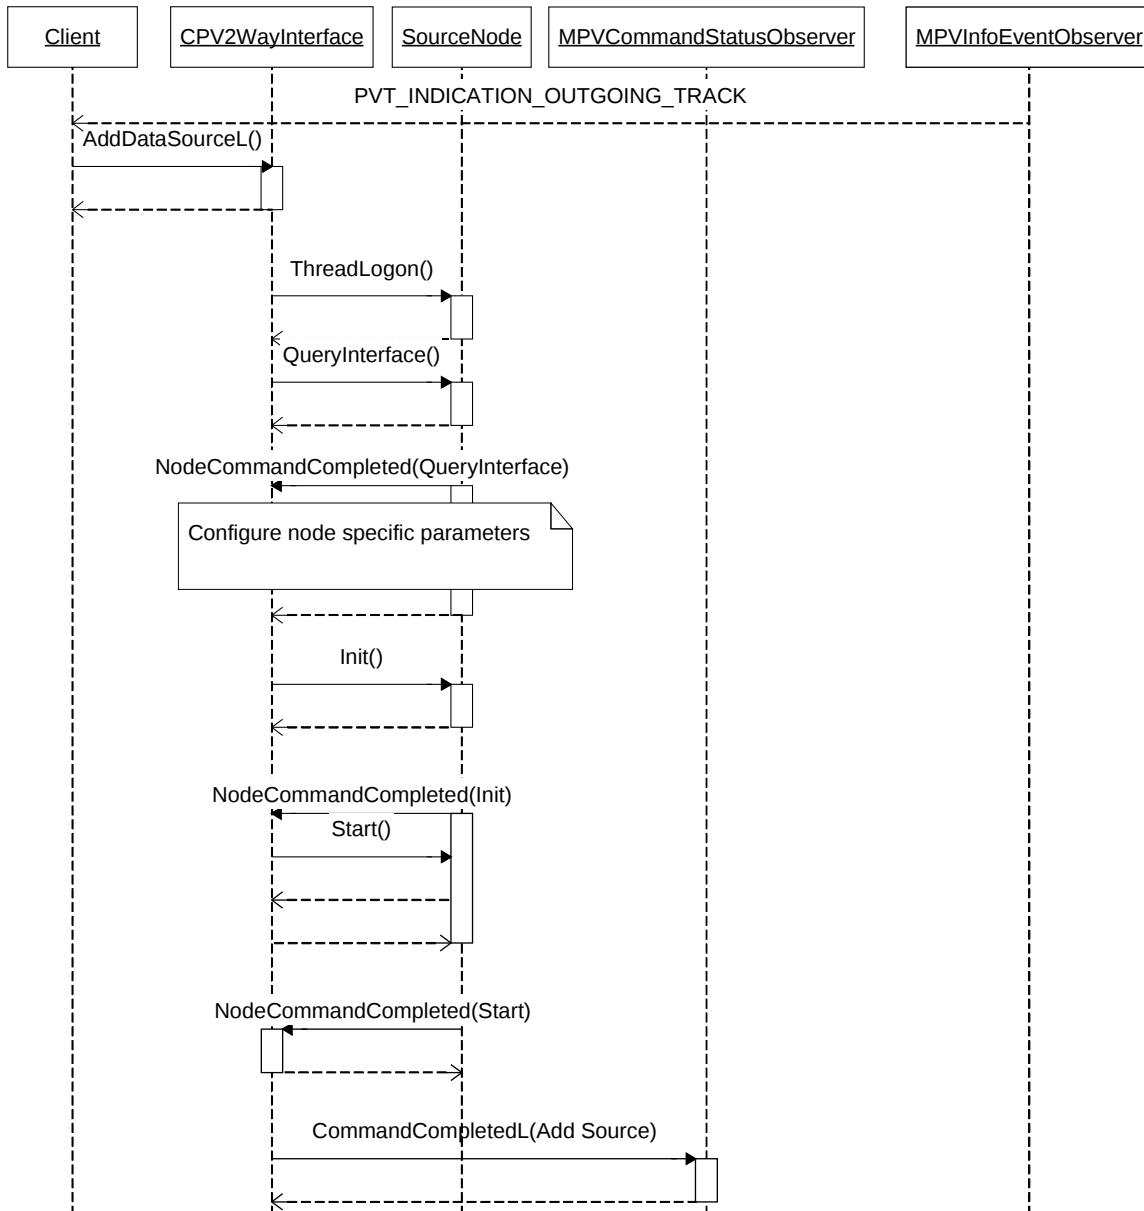 Client
CPV2WayInterface
SourceNode
MPVCommandStatusObserver
MPVInfoEventObserver
PVT_INDICATION_OUTGOING_TRACK
AddDataSourceL()
ThreadLogon()
QueryInterface()
NodeCommandCompleted(QueryInterface)
Configure node specific parameters
Init()
NodeCommandCompleted(Init)
Start()
NodeCommandCompleted(Start)
CommandCompletedL(Add Source)